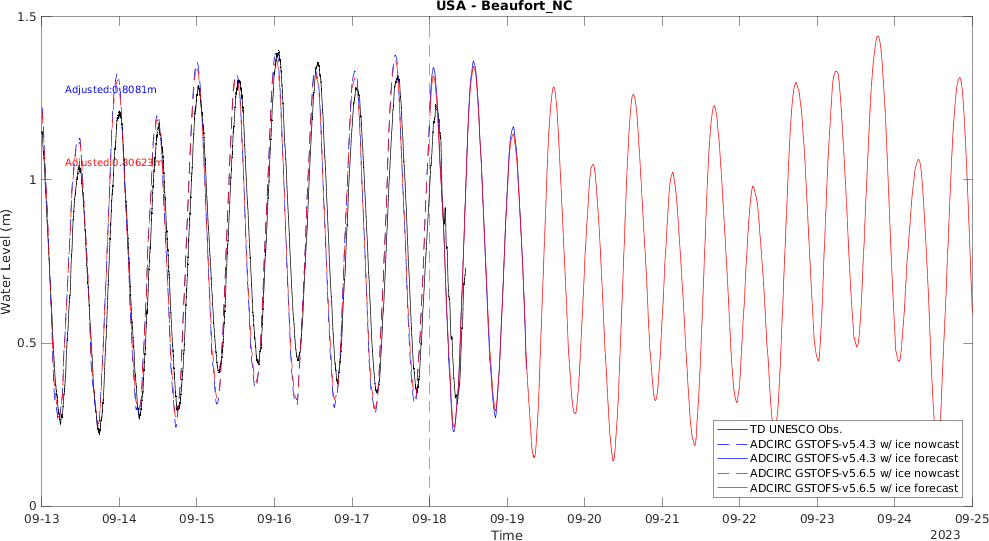 USA - Beaufort_NC
1.5
Adjusted:0.8081m
Adjusted:0.80623m
1
0.5
0
Water Level (m)
TD UNESCO Obs.
ADCIRC GSTOFS-v5.4.3 w/ ice nowcast
ADCIRC GSTOFS-v5.4.3 w/ ice forecast
ADCIRC GSTOFS-v5.6.5 w/ ice nowcast
ADCIRC GSTOFS-v5.6.5 w/ ice forecast
09-13 09-14 09-15 09-16 09-17 09-18 09-19 09-20 09-21 09-22 09-23 09-24 09-25
Time
2023